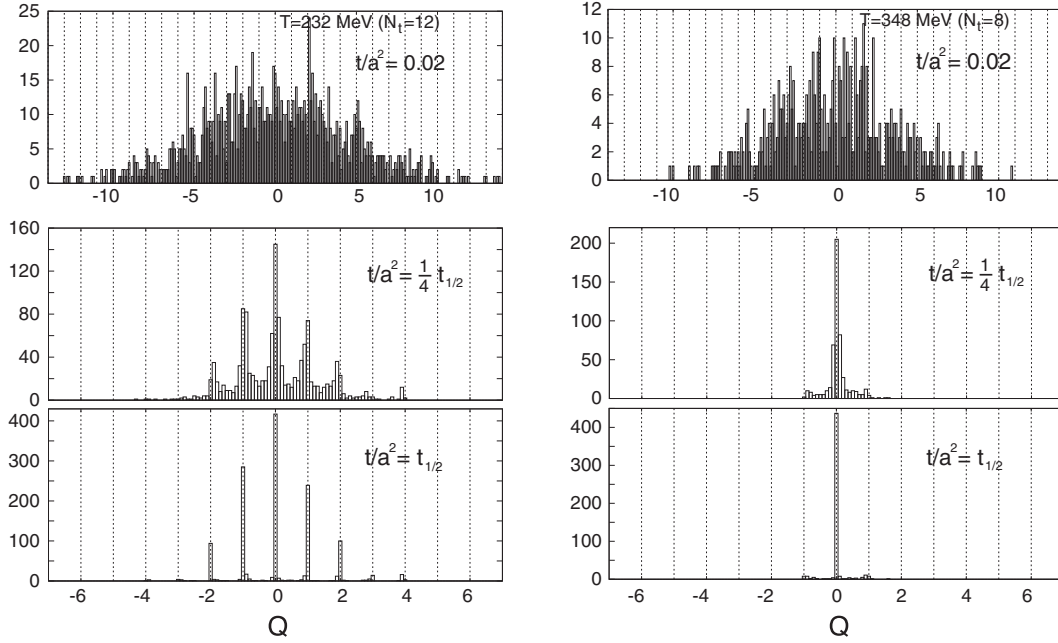 T=232 MeV (N_t=12)
t/a²= 0.02
25
20
15
10
5
0
-10 -5 0 5 10
160
120
80
40
0
t/a²= 1/4 t_1/2
400
300
200
100
0
t/a²= t_1/2
-6 -4 -2 0 2 4 6
Q
T=348 MeV (N_t=8)
t/a²= 0.02
12
10
8
6
4
2
0
-10 -5 0 5 10
200
150
100
50
0
t/a²= 1/4 t_1/2
400
300
200
100
0
t/a²= t_1/2
-6 -4 -2 0 2 4 6
Q